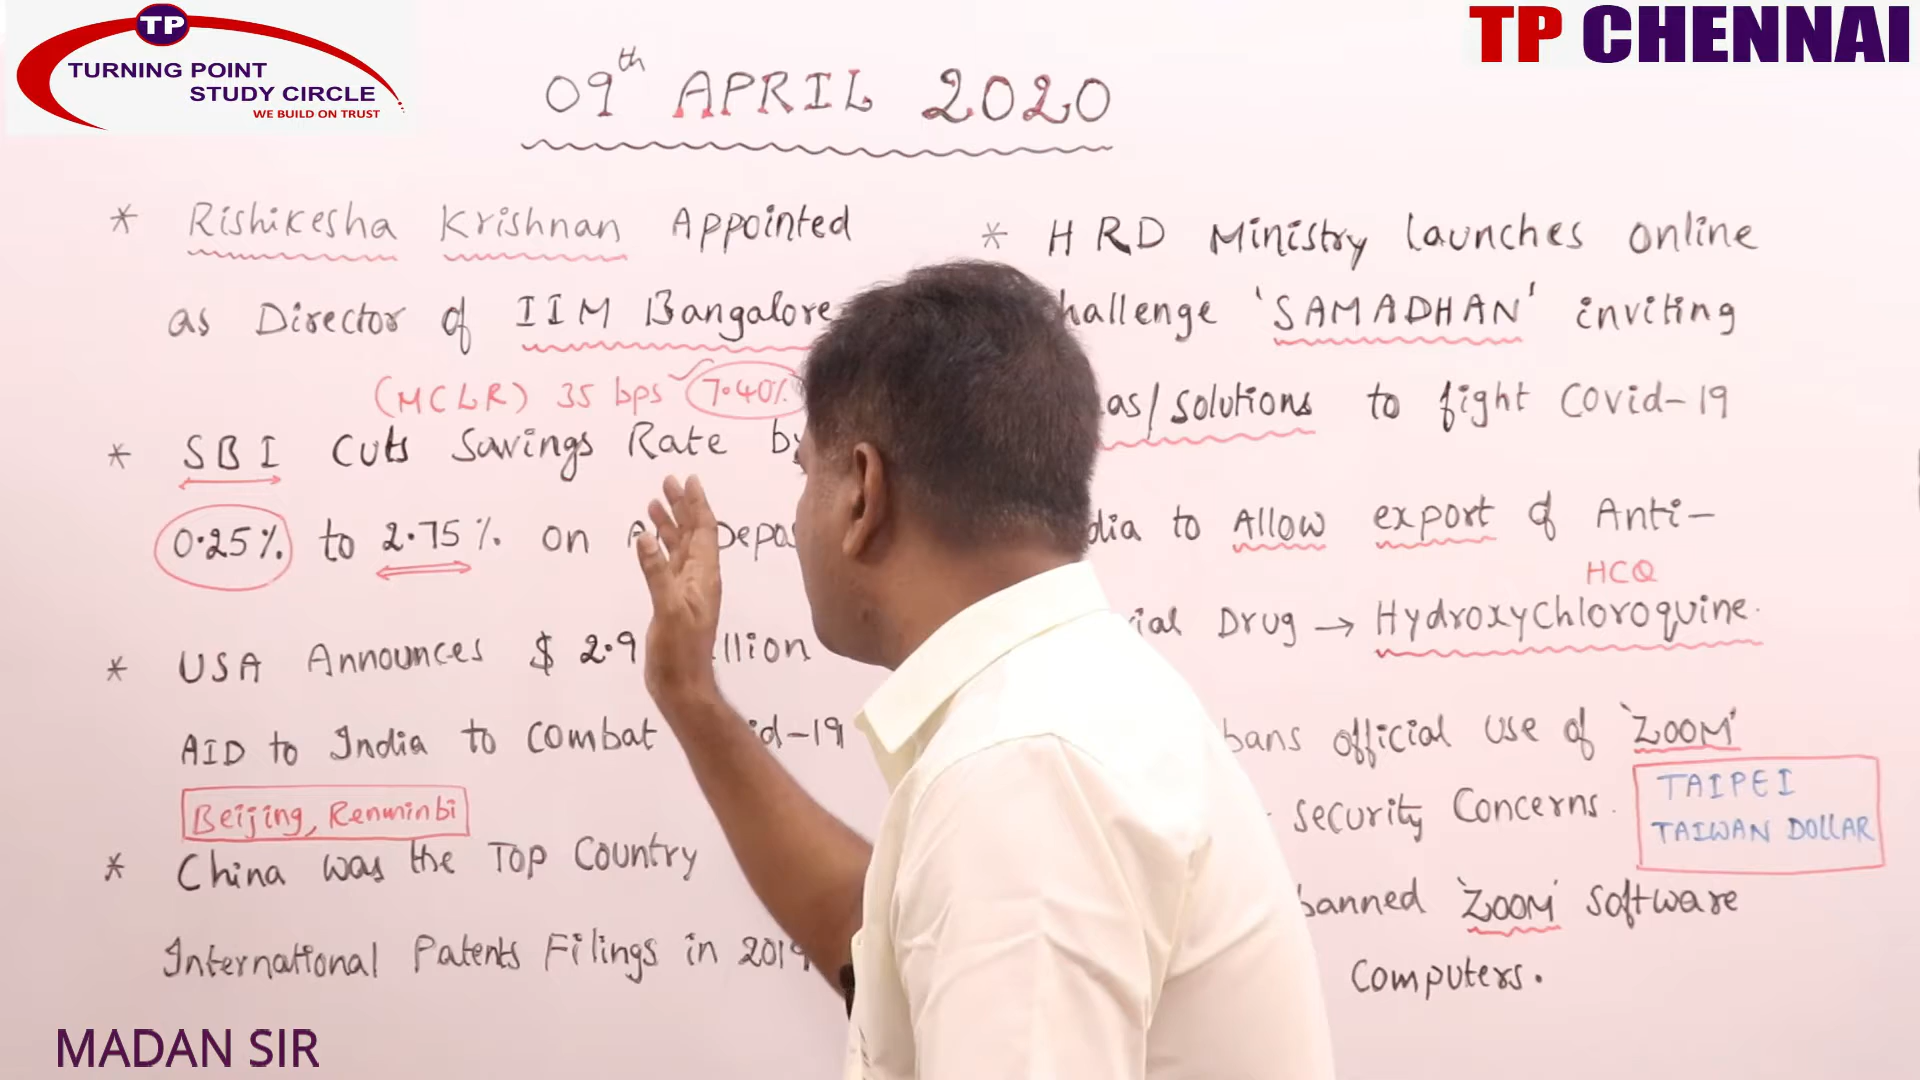 TP
TURNING POINT
STUDY CIRCLE
WE BUILD ON TRUST
TP CHENNAI
09th APRIL 2020
* Rishikesha Krishnan Appointed
as Director of IIM Bangalore
(MCLR) 35 bps 7.40%
* SBI cuts Savings Rate by
0.25% to 2.75% on
* USA Announces $ 2.9
AID to India to combat
Beijing, Renminbi
* China was the Top Country
International Patents Filings in 2019
* HRD Ministry launches online
challenge 'SAMADHAN' inviting
/solutions to fight Covid-19
to Allow export of Anti-
HCQ
Drug → Hydroxychloroquine.
bans official use of 'ZOOM'
security Concerns.
TAIPEI
TAIWAN DOLLAR
banned 'ZOOM' software
Computers.
MADAN SIR